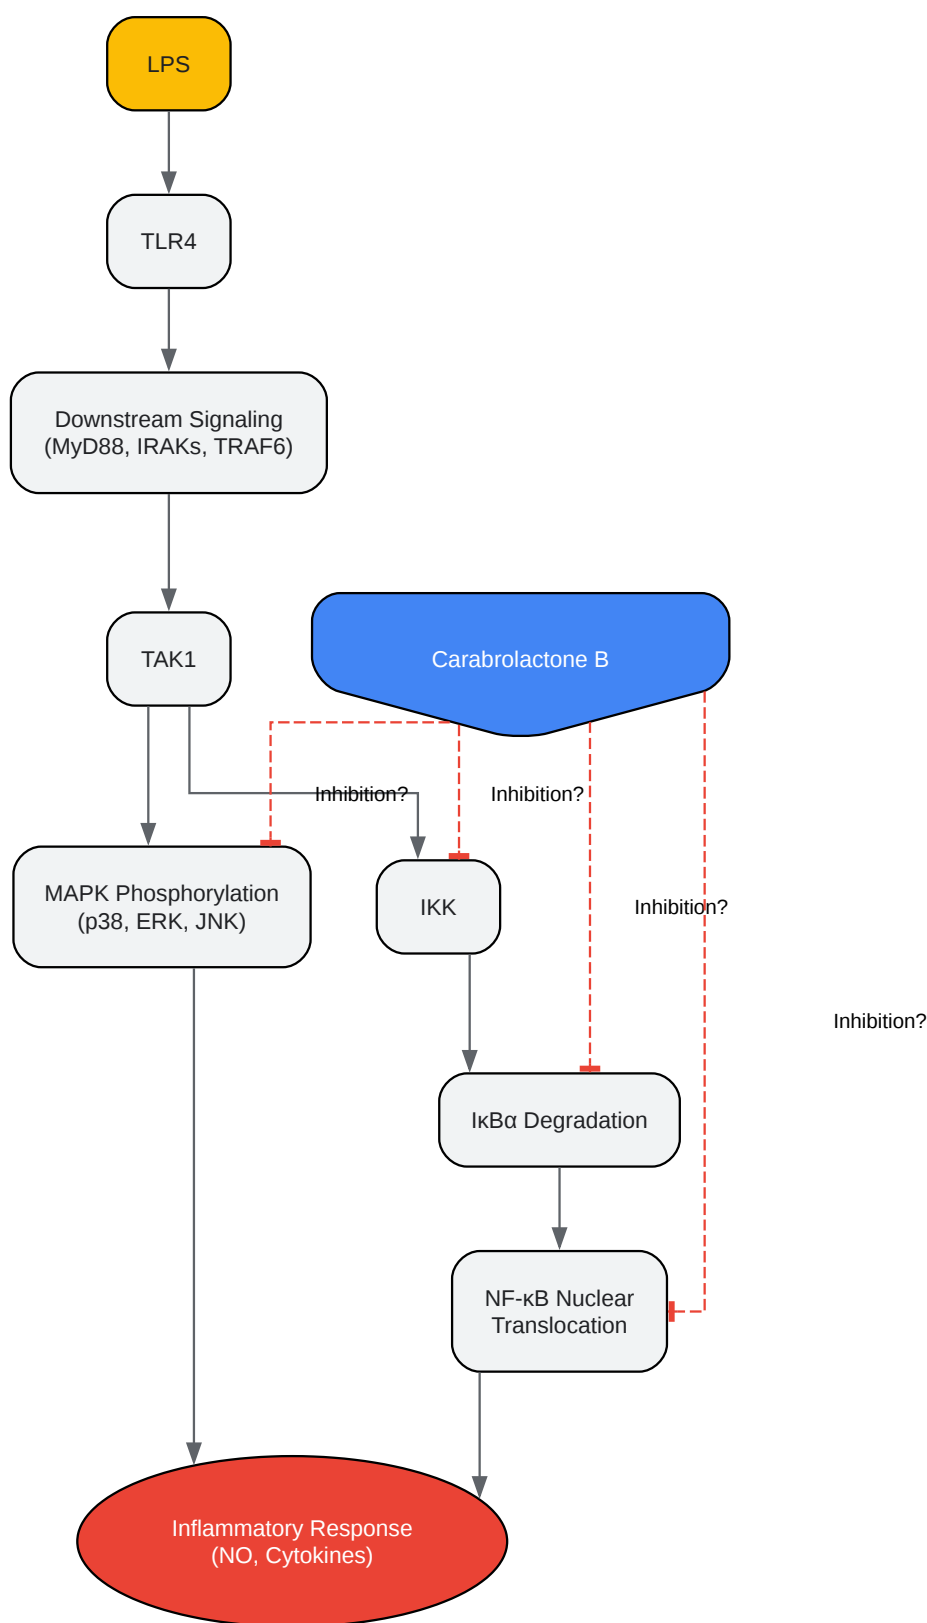 LPS
TLR4
Downstream Signaling
(MyD88, IRAKs, TRAF6)
TAK1
Carabrolactone B
Inhibition?
Inhibition?
MAPK Phosphorylation
(p38, ERK, JNK)
IKK
Inhibition?
Inhibition?
IκBα Degradation
NF-κB Nuclear
Translocation
Inflammatory Response
(NO, Cytokines)